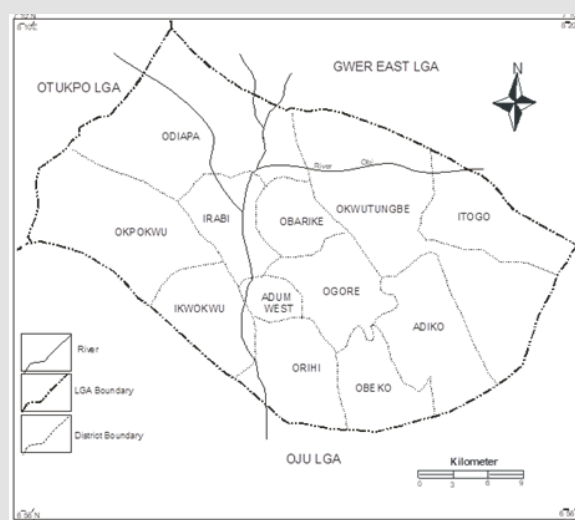 GWER EAST LGA
N
OTUKPO LGA
ODIAPA
River Obi
IRABI
OBARIKE
OKWUTUNGBE
ITOGO
OKPOKWU
IKWOKWU
ADUM
WEST
OGORE
ADIKO
ORIHI
OBEKO
River
LGA Boundary
District Boundary
OJU LGA
Kilometer
0 3 6 9